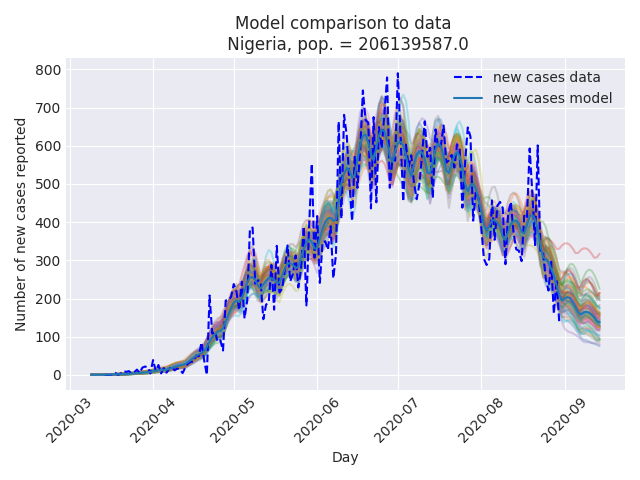 Model comparison to data
Nigeria, pop. = 206139587.0
new cases data
new cases model
Number of new cases reported
800
700
600
500
400
300
200
100
0
2020-03
2020-04
2020-05
2020-06
2020-07
2020-08
2020-09
Day